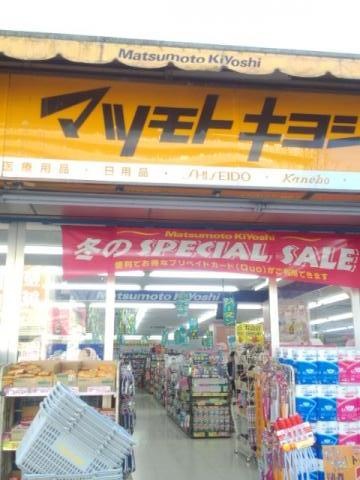 Matsumoto KiYoshi
マツモトキヨシ
医療用品・日用品・SHISEIDO・Kanebo・
Matsumoto KiYoshi
冬のSPECIAL SALE
便利でお得なプリペイドカード(Quo)がご利用できます
Matsumoto KiYoshi